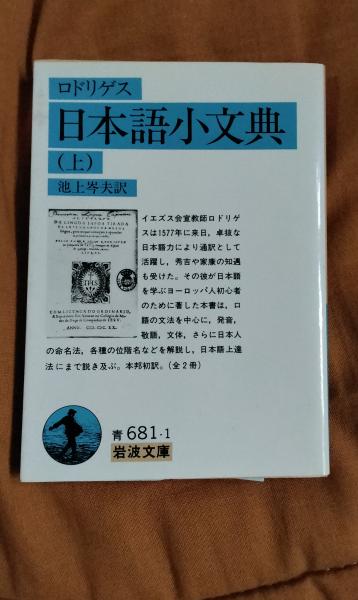 ロドリゲス
日本語小文典
(上)
池上岑夫訳
イエズス会宣教師ロドリゲ
スは1577年に来日,卓抜な
日本語力により通訳として
活躍し,秀吉や家康の知遇
も受けた。その彼が日本語
を学ぶヨーロッパ人初心者
のために著した本書は,口
語の文法を中心に,発音,
敬語,文体,さらに日本人
の命名法,各種の位階名などを解説し,日本語上達
法にまで説き及ぶ。本邦初訳。(全2冊)
青681-1
岩波文庫